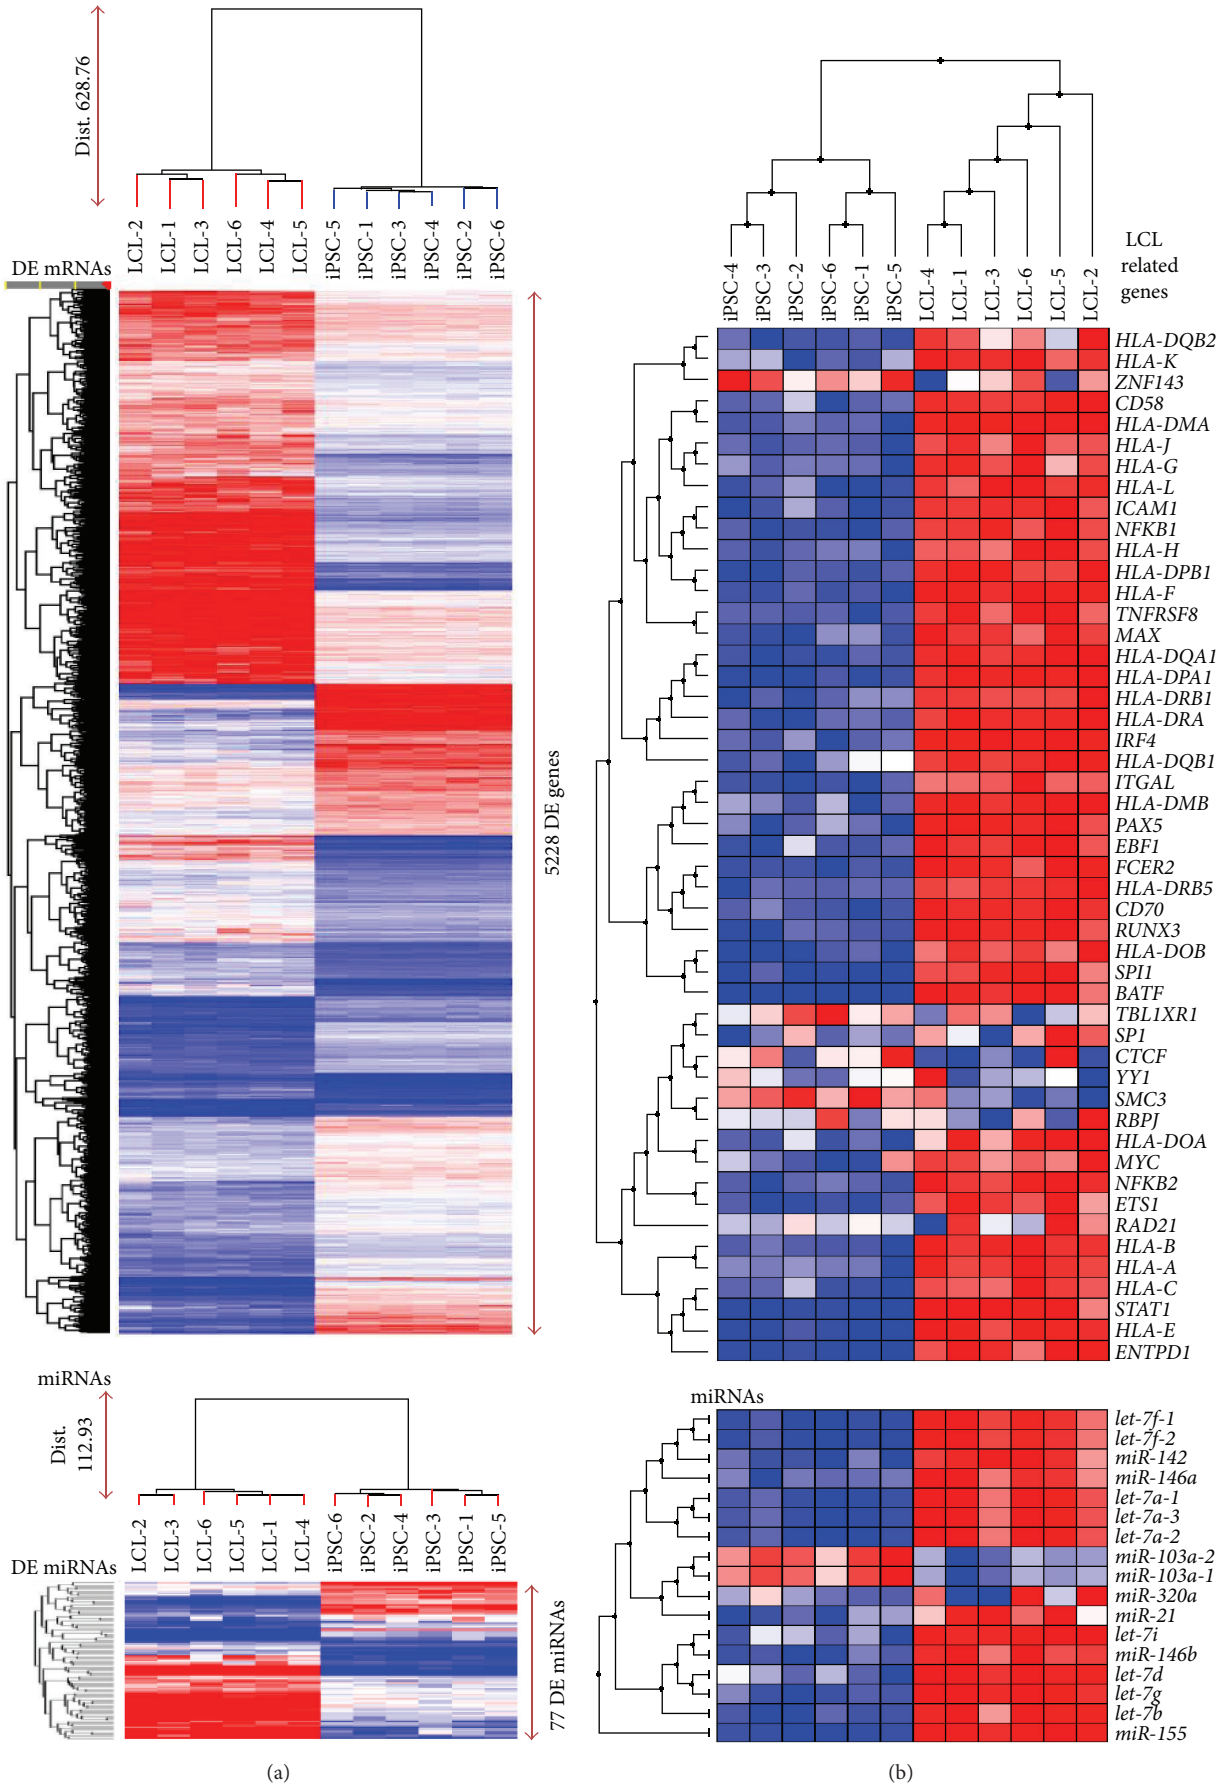 Dist. 628.76
LCL-2
LCL-1
LCL-3
LCL-6
LCL-4
LCL-5
iPSC-5
iPSC-1
iPSC-3
iPSC-4
iPSC-2
iPSC-6
DE mRNAs
5228 DE genes
miRNAs
Dist.
112.93
LCL-2
LCL-3
LCL-6
LCL-5
LCL-1
LCL-4
iPSC-6
iPSC-2
iPSC-4
iPSC-3
iPSC-1
iPSC-5
DE miRNAs
77 DE miRNAs
(a)
iPSC-4
iPSC-3
iPSC-2
iPSC-6
iPSC-1
iPSC-5
LCL-4
LCL-1
LCL-3
LCL-6
LCL-5
LCL-2
LCL
related
genes
HLA-DQB2
HLA-K
ZNF143
CD58
HLA-DMA
HLA-J
HLA-G
HLA-L
ICAM1
NFKB1
HLA-H
HLA-DPB1
HLA-F
TNFRSF8
MAX
HLA-DQA1
HLA-DPA1
HLA-DRB1
HLA-DRA
IRF4
HLA-DQB1
ITGAL
HLA-DMB
PAX5
EBF1
FCER2
HLA-DRB5
CD70
RUNX3
HLA-DOB
SPI1
BATF
TBL1XR1
SP1
CTCF
YY1
SMC3
RBPJ
HLA-DOA
MYC
NFKB2
ETS1
RAD21
HLA-B
HLA-A
HLA-C
STAT1
HLA-E
ENTPD1
miRNAs
let-7f-1
let-7f-2
miR-142
miR-146a
let-7a-1
let-7a-3
let-7a-2
miR-103a-2
miR-103a-1
miR-320a
miR-21
let-7i
miR-146b
let-7d
let-7g
let-7b
miR-155
(b)